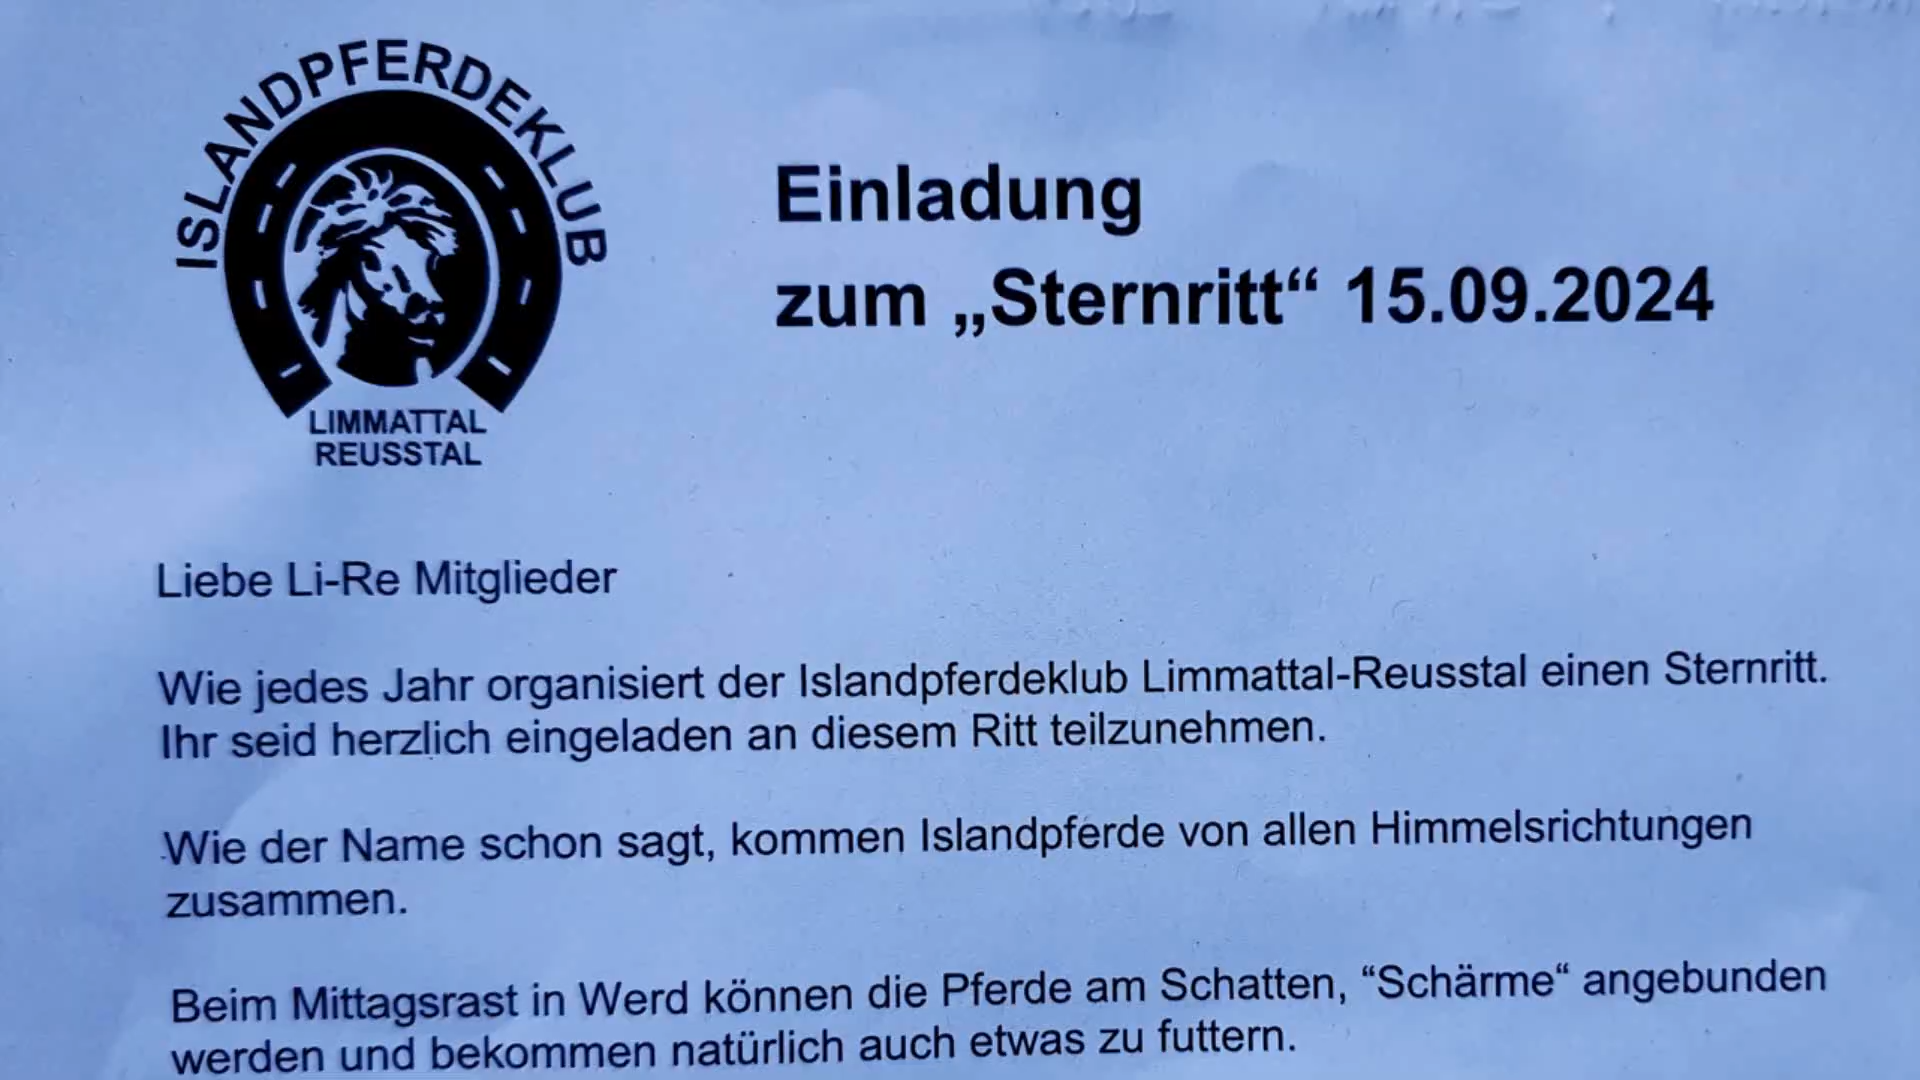 ISLANDPFERDEKLUB
LIMMATTAL
REUSSTAL
Einladung
zum „Sternritt“ 15.09.2024
Liebe Li-Re Mitglieder
Wie jedes Jahr organisiert der Islandpferdeklub Limmattal-Reusstal einen Sternritt.
Ihr seid herzlich eingeladen an diesem Ritt teilzunehmen.
Wie der Name schon sagt, kommen Islandpferde von allen Himmelsrichtungen
zusammen.
Beim Mittagsrast in Werd können die Pferde am Schatten, “Schärme“ angebunden
werden und bekommen natürlich auch etwas zu futtern.